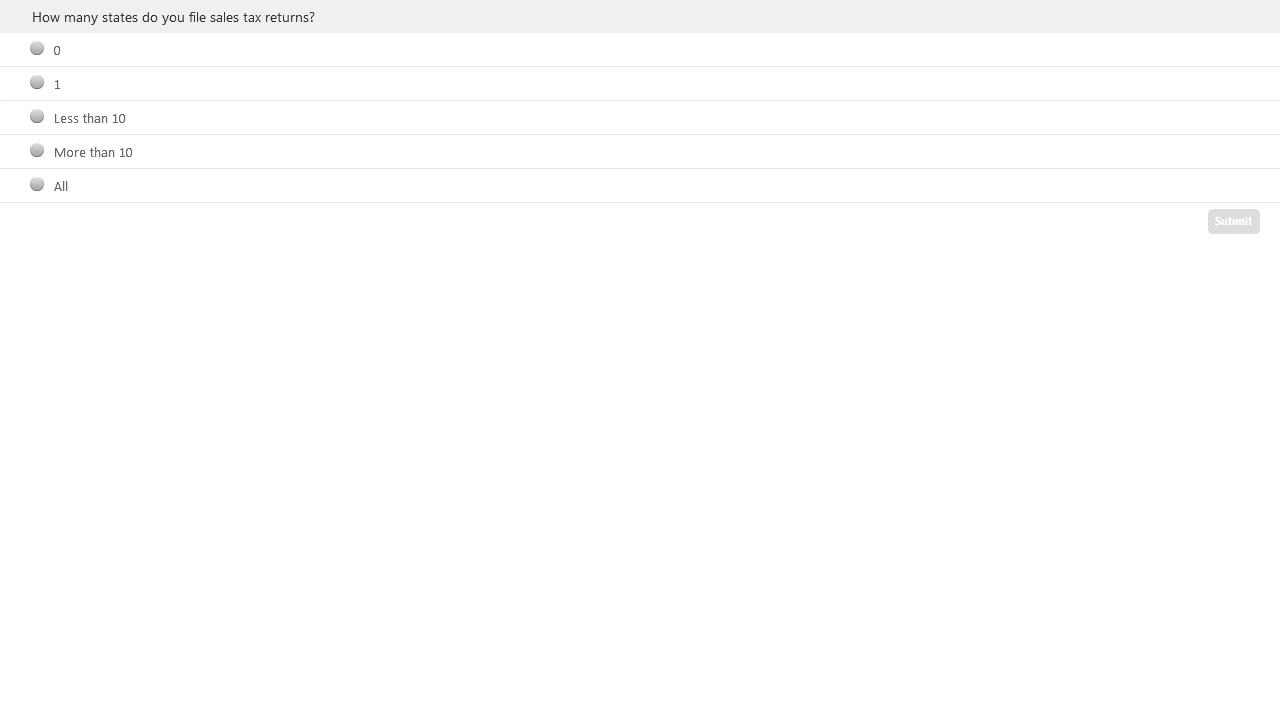 How many states do you file sales tax returns?
0
1
Less than 10
More than 10
All
Submit